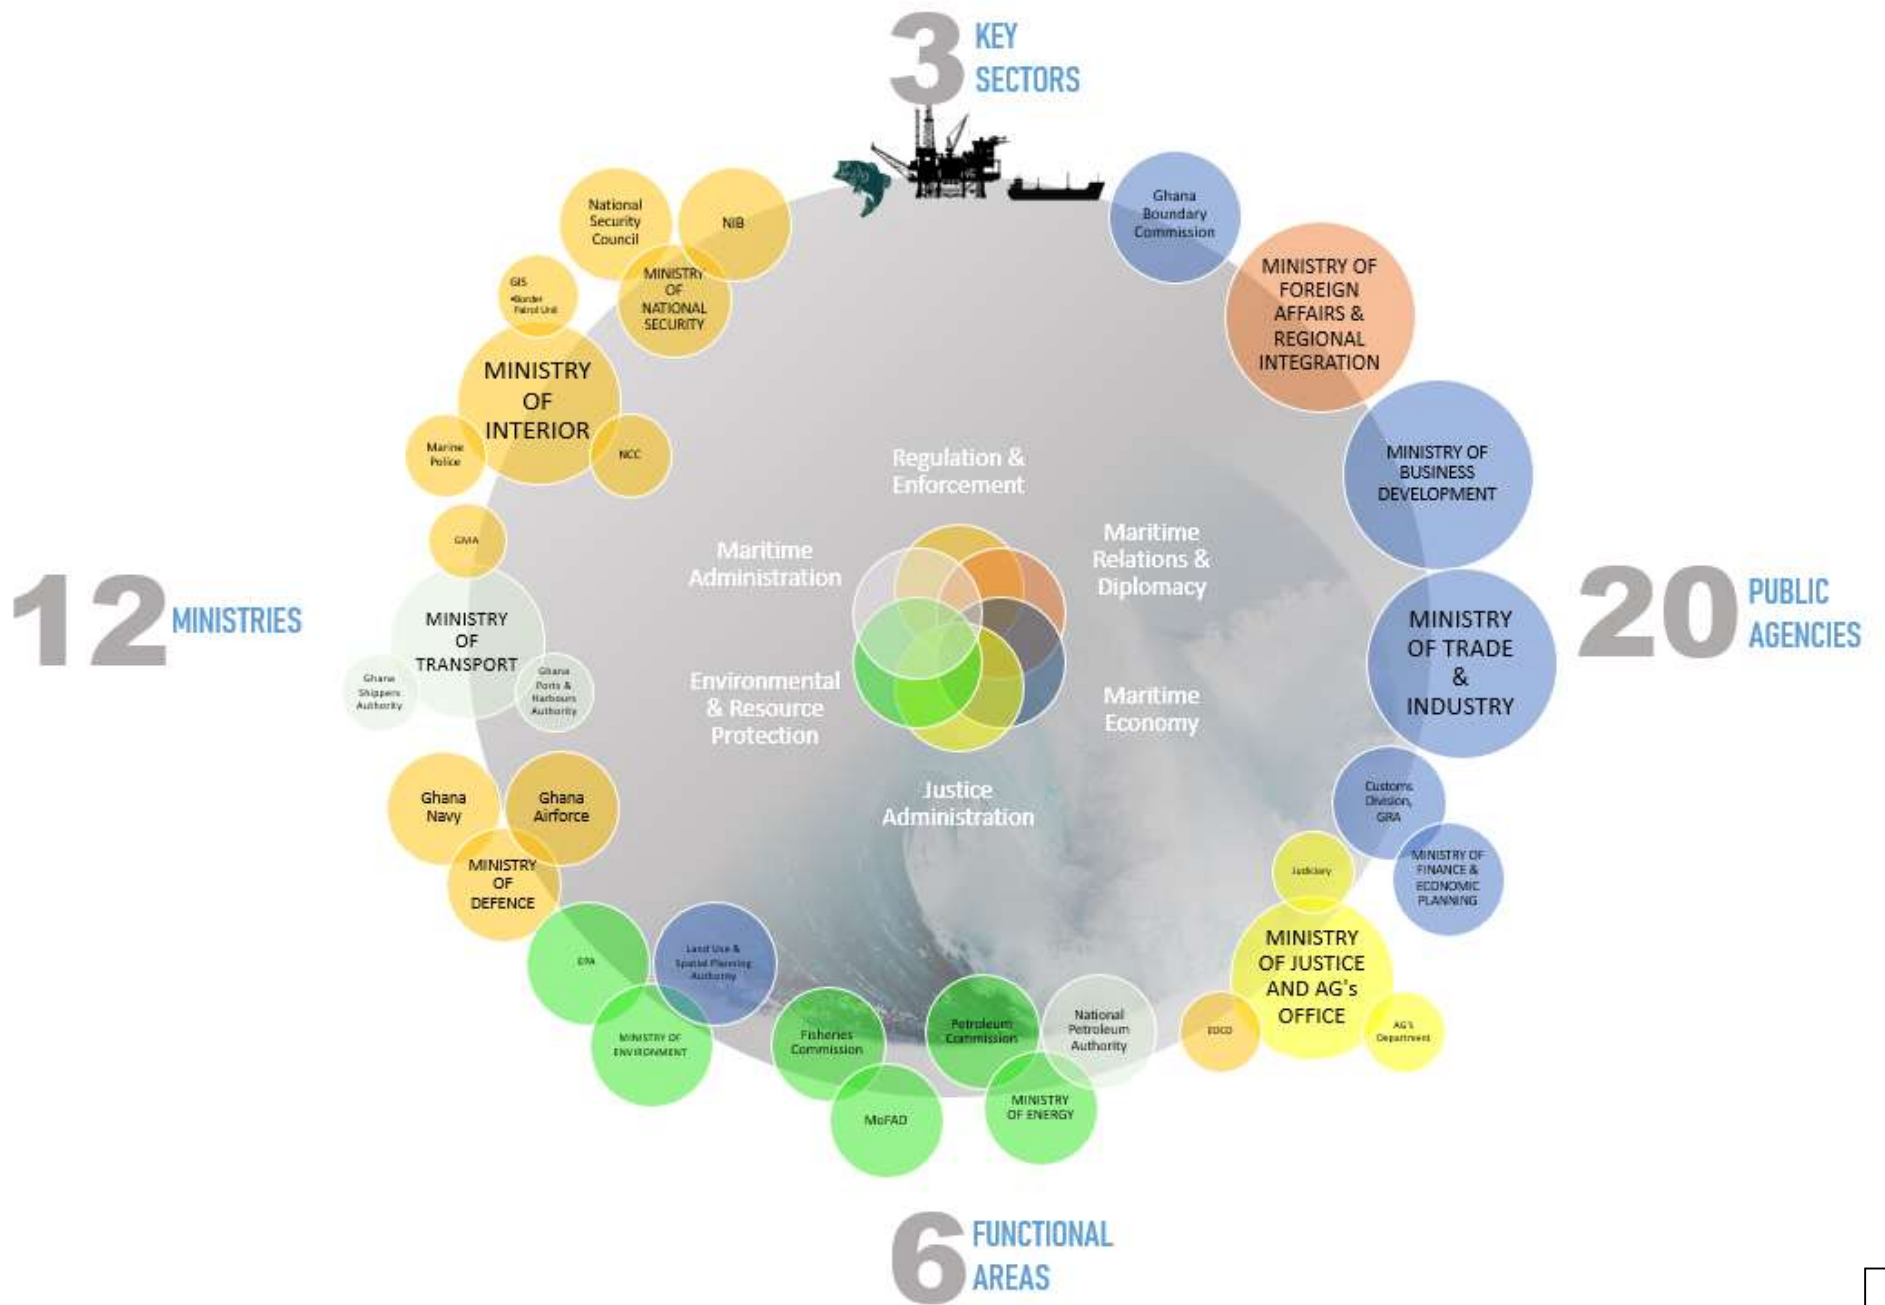 3 KEY
SECTORS
National
Security
Council
NIB
MINISTRY
OF
NATIONAL
SECURITY
GIS
•Border
Patrol Unit
MINISTRY
OF
INTERIOR
Marine
Police
NCC
GMA
12 MINISTRIES
MINISTRY
OF
TRANSPORT
Ghana
Shippers
Authority
Ghana
Ports &
Harbours
Authority
Ghana
Navy
Ghana
Airforce
MINISTRY
OF
DEFENCE
EPA
Land Use &
Spatial Planning
Authority
MINISTRY OF
ENVIRONMENT
Fisheries
Commission
MoFAD
Petroleum
Commission
National
Petroleum
Authority
MINISTRY
OF ENERGY
Ghana
Boundary
Commission
MINISTRY OF
FOREIGN
AFFAIRS &
REGIONAL
INTEGRATION
MINISTRY OF
BUSINESS
DEVELOPMENT
MINISTRY
OF TRADE
&
INDUSTRY
20 PUBLIC
AGENCIES
Customs
Division,
GRA
MINISTRY OF
FINANCE &
ECONOMIC
PLANNING
Judiciary
MINISTRY
OF JUSTICE
AND AG's
OFFICE
EOCO
AG'S
Department
Regulation &
Enforcement
Maritime
Administration
Maritime
Relations &
Diplomacy
Environmental
& Resource
Protection
Maritime
Economy
Justice
Administration
6 FUNCTIONAL
AREAS